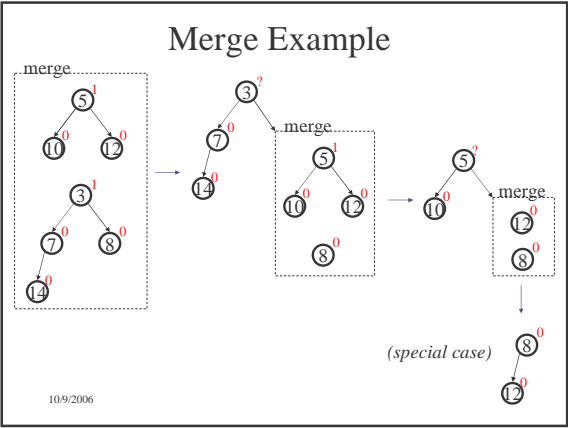 Merge Example
merge
5 1
10 0 12 0
3 1
7 0 8 0
14 0
3 ?
7 0
14 0
merge
5 1
10 0 12 0
8 0
5 ?
10 0
merge
12 0
8 0
(special case)
8 0
12 0
10/9/2006